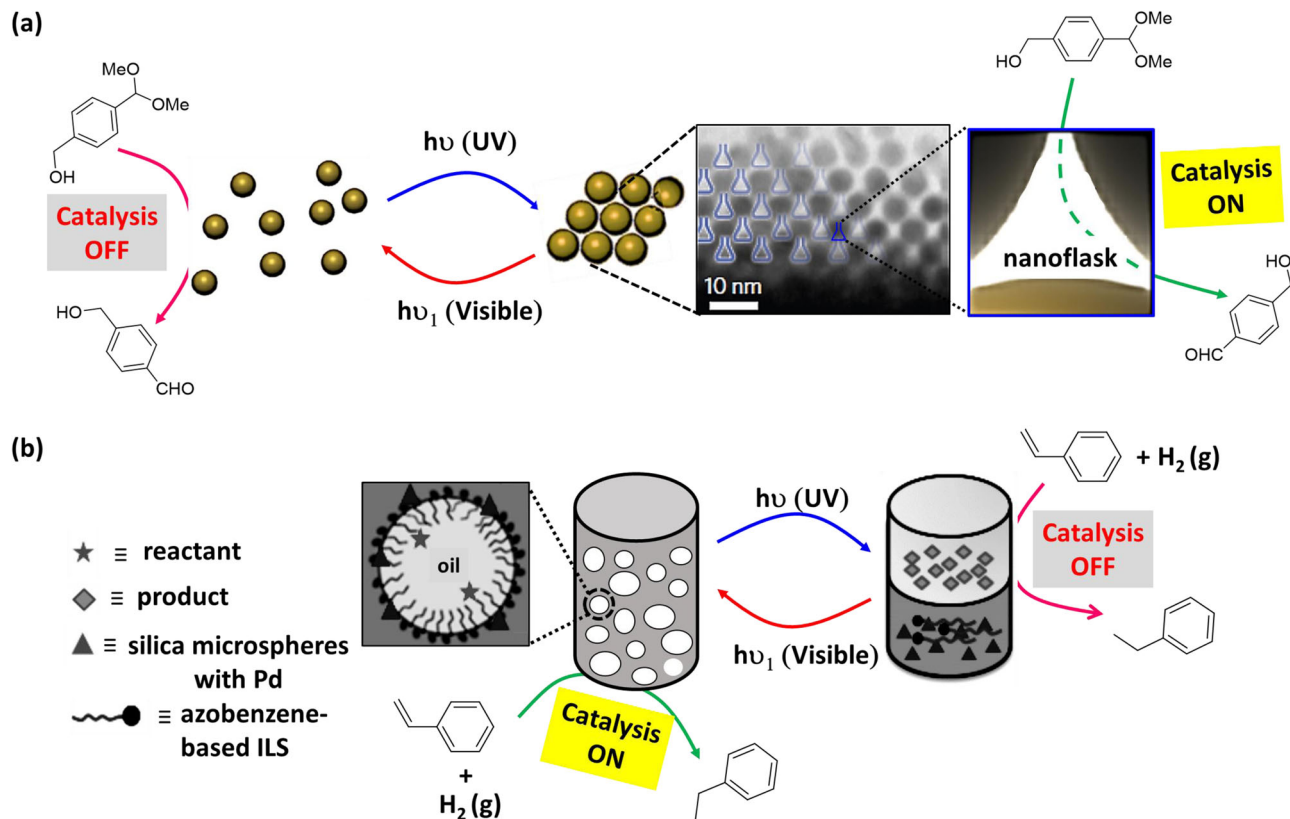 (a)
MeO
OMe
OH
Catalysis
OFF
HO
CHO
hυ (UV)
hυ₁ (Visible)
10 nm
HO
OMe
OMe
nanoflask
Catalysis
ON
HO
OHC
(b)
≡ reactant
≡ product
≡ silica microspheres
with Pd
≡ azobenzene-
based ILS
oil
+
H₂ (g)
Catalysis
ON
hυ (UV)
hυ₁ (Visible)
+ H₂ (g)
Catalysis
OFF